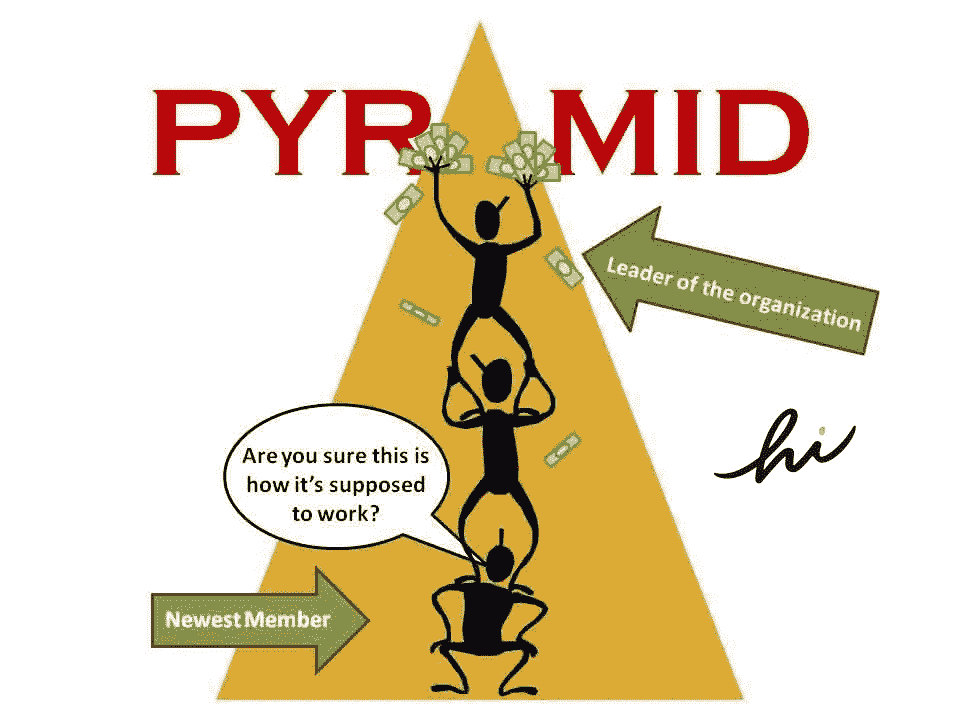 PYR MID
Leader of the organization
hi
Are you sure this is
how it's supposed
to work?
Newest Member